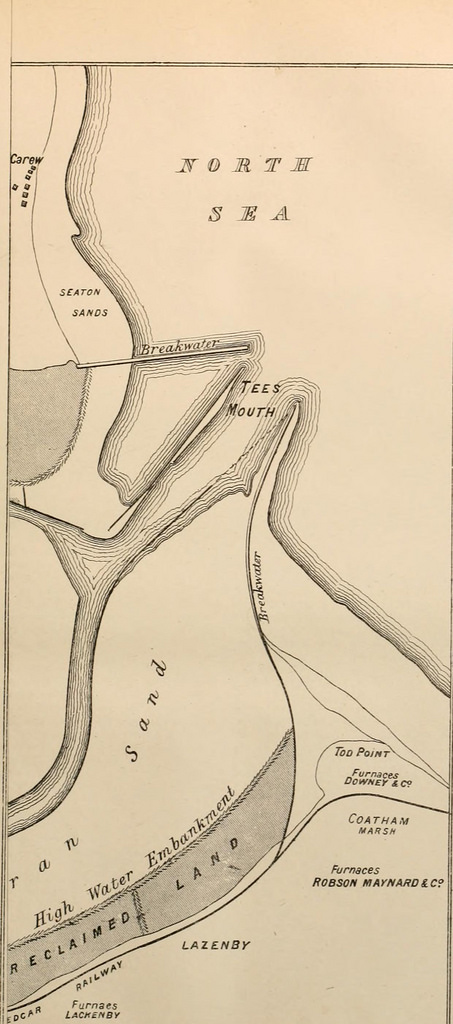 Carew
NORTH
SEA
SEATON
SANDS
Breakwater
TEES
MOUTH
Breakwater
Sand
TOD POINT
Furnaces
DOWNEY & Co
COATHAM
MARSH
Furnaces
ROBSON MAYNARD & Co
ran
High Water Embankment
RECLAIMED LAND
LAZENBY
EDCAR RAILWAY
Furnaes
LACKENBY